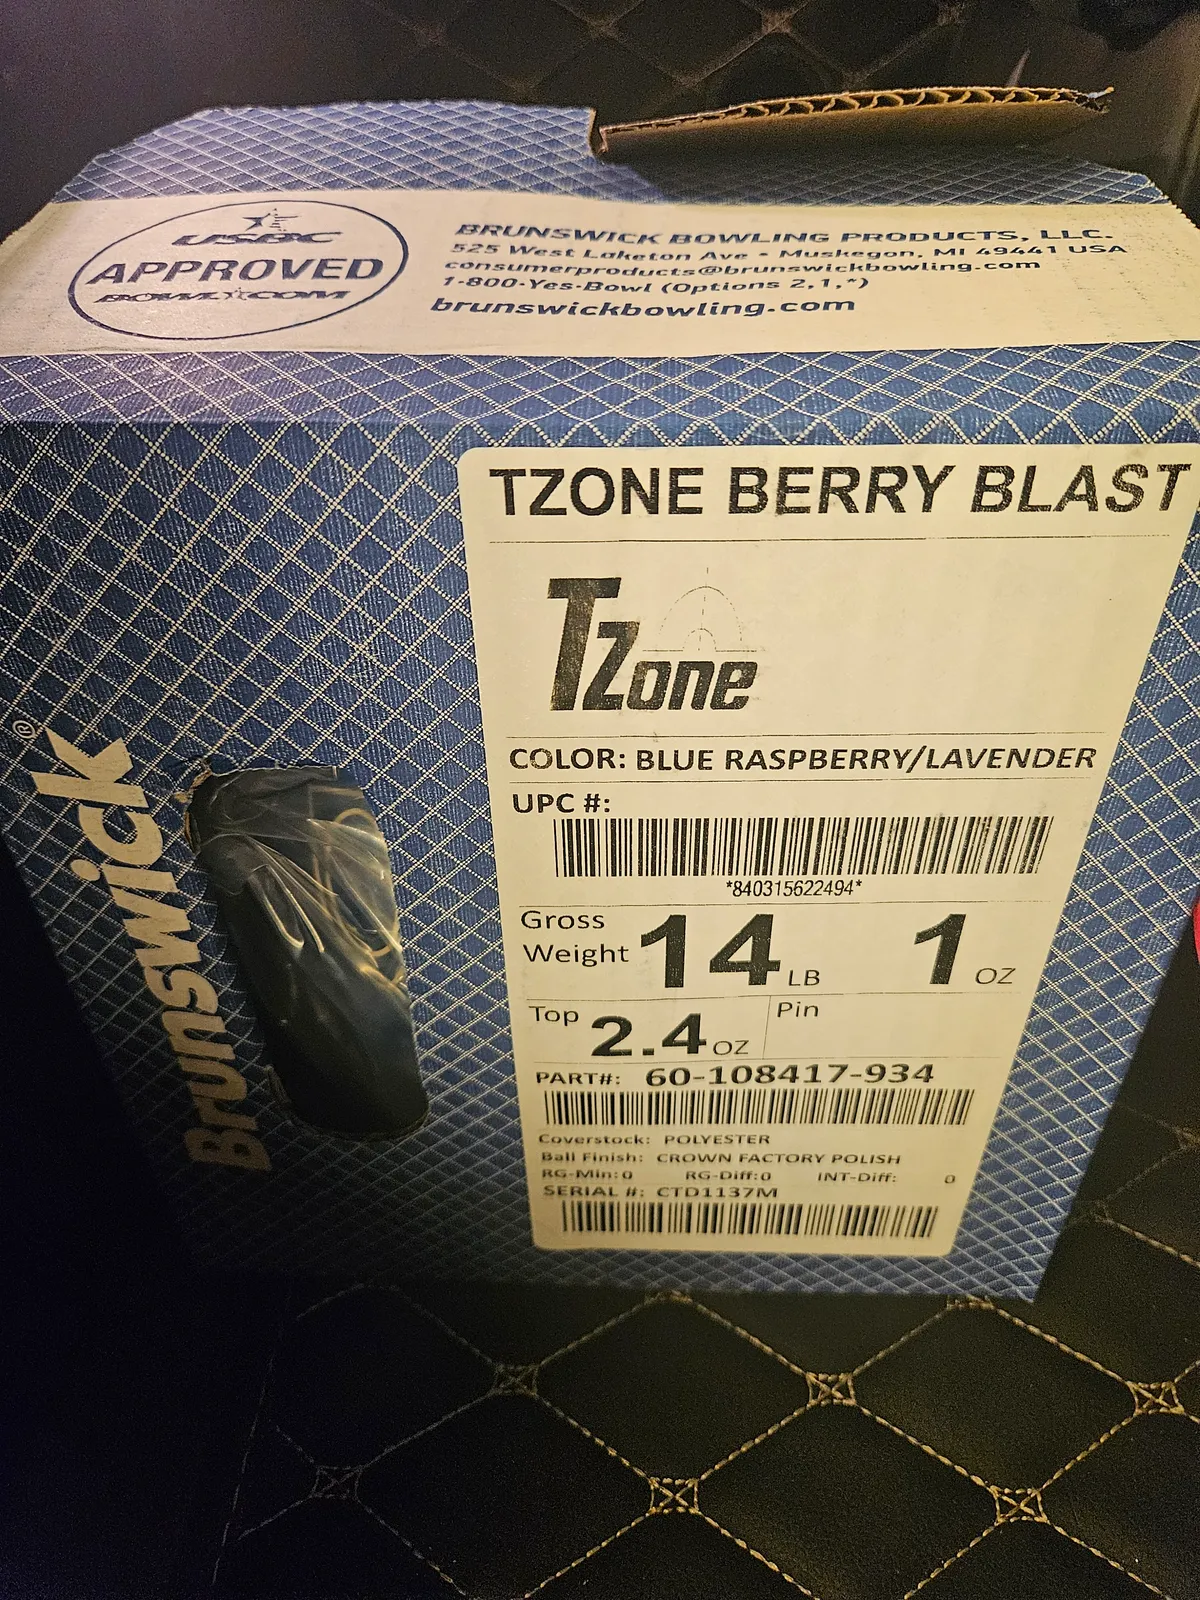 USBC
APPROVED
BOWL.COM
BRUNSWICK BOWLING PRODUCTS, LLC.
525 West Laketon Ave • Muskegon, MI 49441 USA
consumerproducts@brunswickbowling.com
1-800-Yes-Bowl (Options 2,1,*)
brunswickbowling.com
Brunswick®
TZONE BERRY BLAST
TZone
COLOR: BLUE RASPBERRY/LAVENDER
UPC #:
*840315622494*
Gross Weight 14 LB 1 OZ
Top 2.4 OZ Pin
PART#: 60-108417-934
Coverstock: POLYESTER
Ball Finish: CROWN FACTORY POLISH
RG-Min: 0 RG-Diff: 0 INT-Diff: 0
SERIAL #: CTD1137M